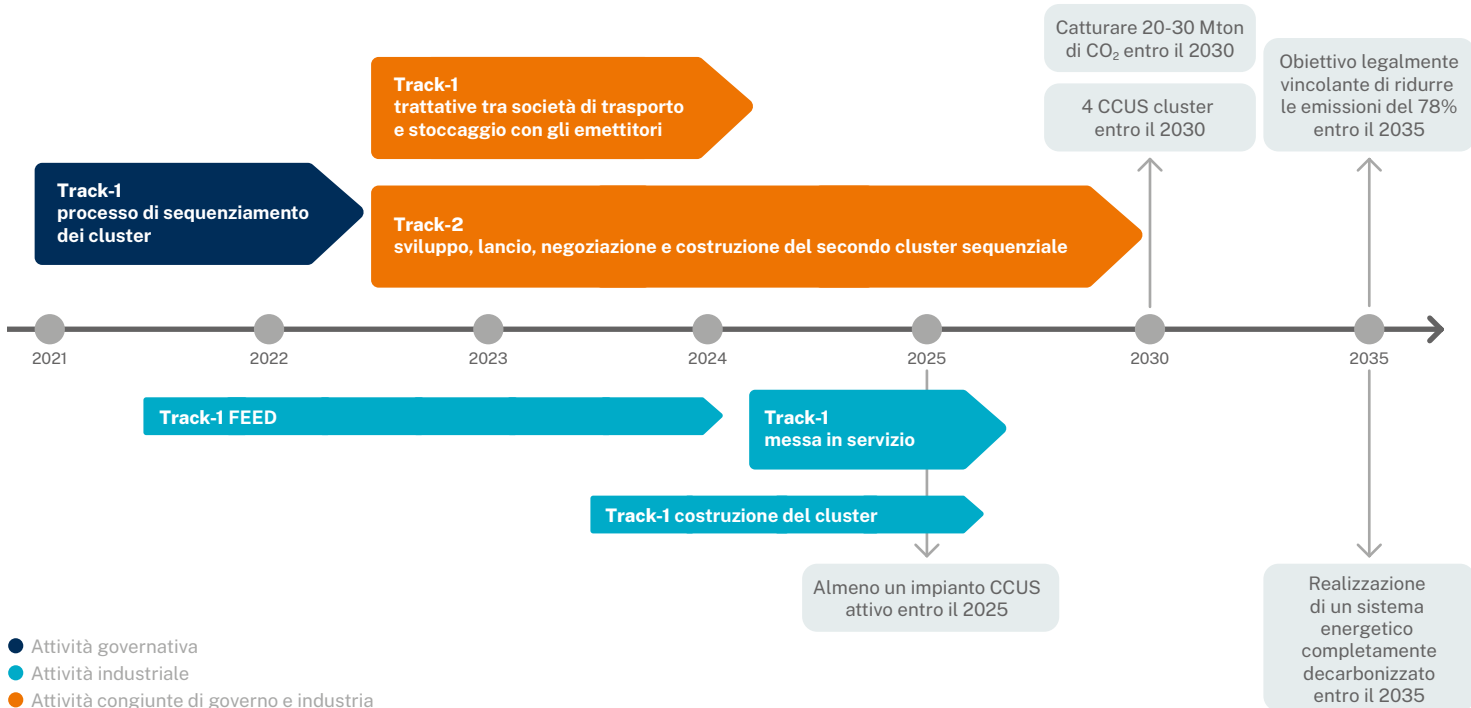 Catturare 20-30 Mton
di CO₂ entro il 2030
4 CCUS cluster
entro il 2030
Obiettivo legalmente
vincolante di ridurre
le emissioni del 78%
entro il 2035
Track-1
trattative tra società di trasporto
e stoccaggio con gli emettitori
Track-1
processo di sequenziamento
dei cluster
Track-2
sviluppo, lancio, negoziazione e costruzione del secondo cluster sequenziale
2021
2022
2023
2024
2025
2030
2035
Track-1 FEED
Track-1
messa in servizio
Track-1 costruzione del cluster
Almeno un impianto CCUS
attivo entro il 2025
Realizzazione
di un sistema
energetico
completamente
decarbonizzato
entro il 2035
Attività governativa
Attività industriale
Attività congiunte di governo e industria